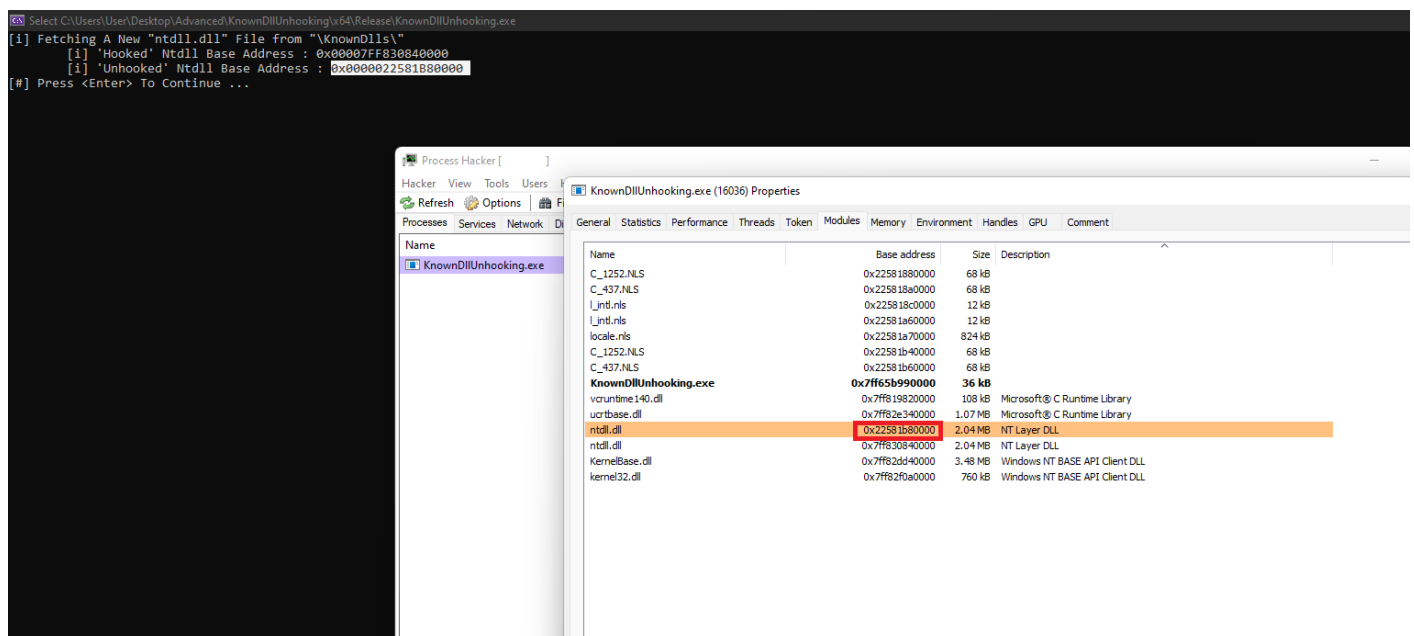 Select C:\Users\User\Desktop\Advanced\KnownDllUnhooking\x64\Release\KnownDllUnhooking.exe
[i] Fetching A New "ntdll.dll" File from "\KnownDlls\"
[i] 'Hooked' Ntdll Base Address : 0x00007FF830840000
[i] 'Unhooked' Ntdll Base Address : 0x0000022581B80000
[#] Press <Enter> To Continue ...
Process Hacker [ ]
Hacker View Tools Users
Refresh Options
Processes Services Network
Name
KnownDllUnhooking.exe
KnownDllUnhooking.exe (16036) Properties
General Statistics Performance Threads Token Modules Memory Environment Handles GPU Comment
Name Base address Size Description
C_1252.NLS 0x22581880000 68 kB
C_437.NLS 0x225818a0000 68 kB
l_intl.nls 0x225818c0000 12 kB
l_intl.nls 0x22581a60000 12 kB
locale.nls 0x22581a70000 824 kB
C_1252.NLS 0x22581b40000 68 kB
C_437.NLS 0x22581b60000 68 kB
KnownDllUnhooking.exe 0x7ff65b990000 36 kB
vcruntime140.dll 0x7ff819820000 108 kB Microsoft® C Runtime Library
ucrtbase.dll 0x7ff82e340000 1.07 MB Microsoft® C Runtime Library
ntdll.dll 0x22581b80000 2.04 MB NT Layer DLL
ntdll.dll 0x7ff830840000 2.04 MB NT Layer DLL
KernelBase.dll 0x7ff82dd40000 3.48 MB Windows NT BASE API Client DLL
kernel32.dll 0x7ff82f0a0000 760 kB Windows NT BASE API Client DLL